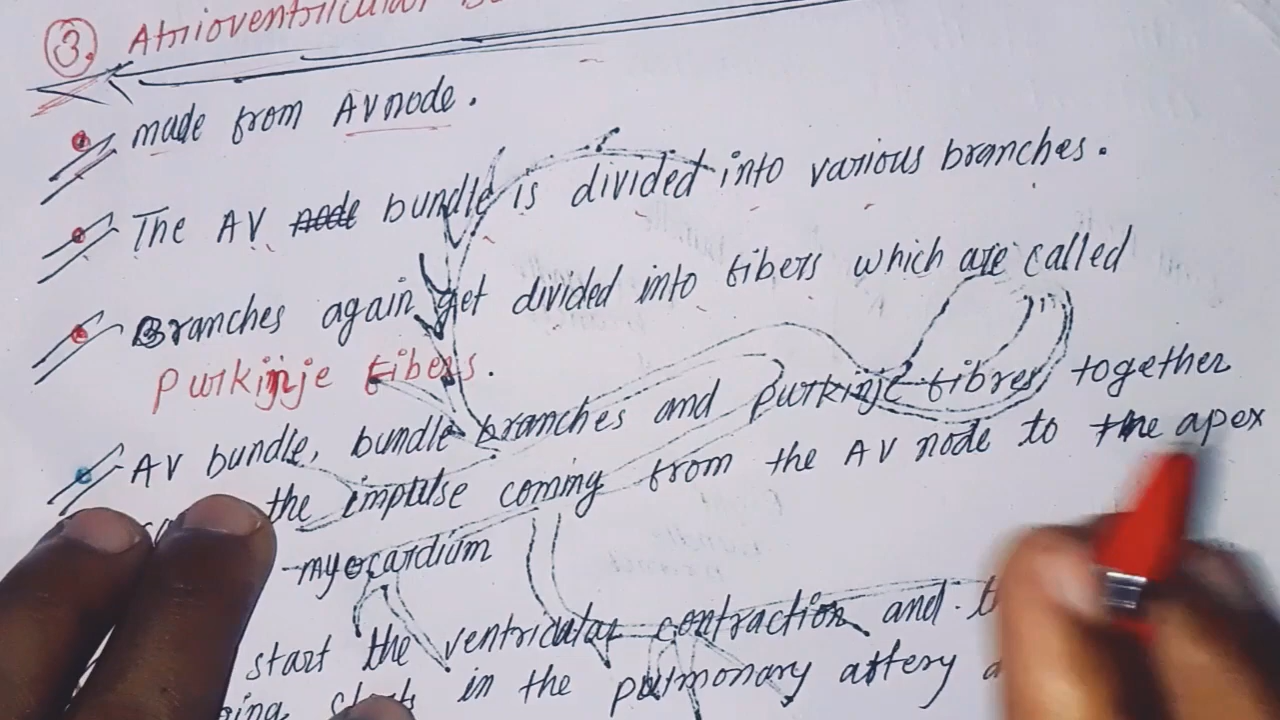 3. Atrioventricular
made from AV node.
The AV node bundle is divided into various branches.
Branches again get divided into fibers which are called
Purkinje fibers.
AV bundle, bundle branches and purkinje fibres together
the impulse coming from the AV node to the apex
myocardium
start the ventricular contraction and
in the pulmonary artery